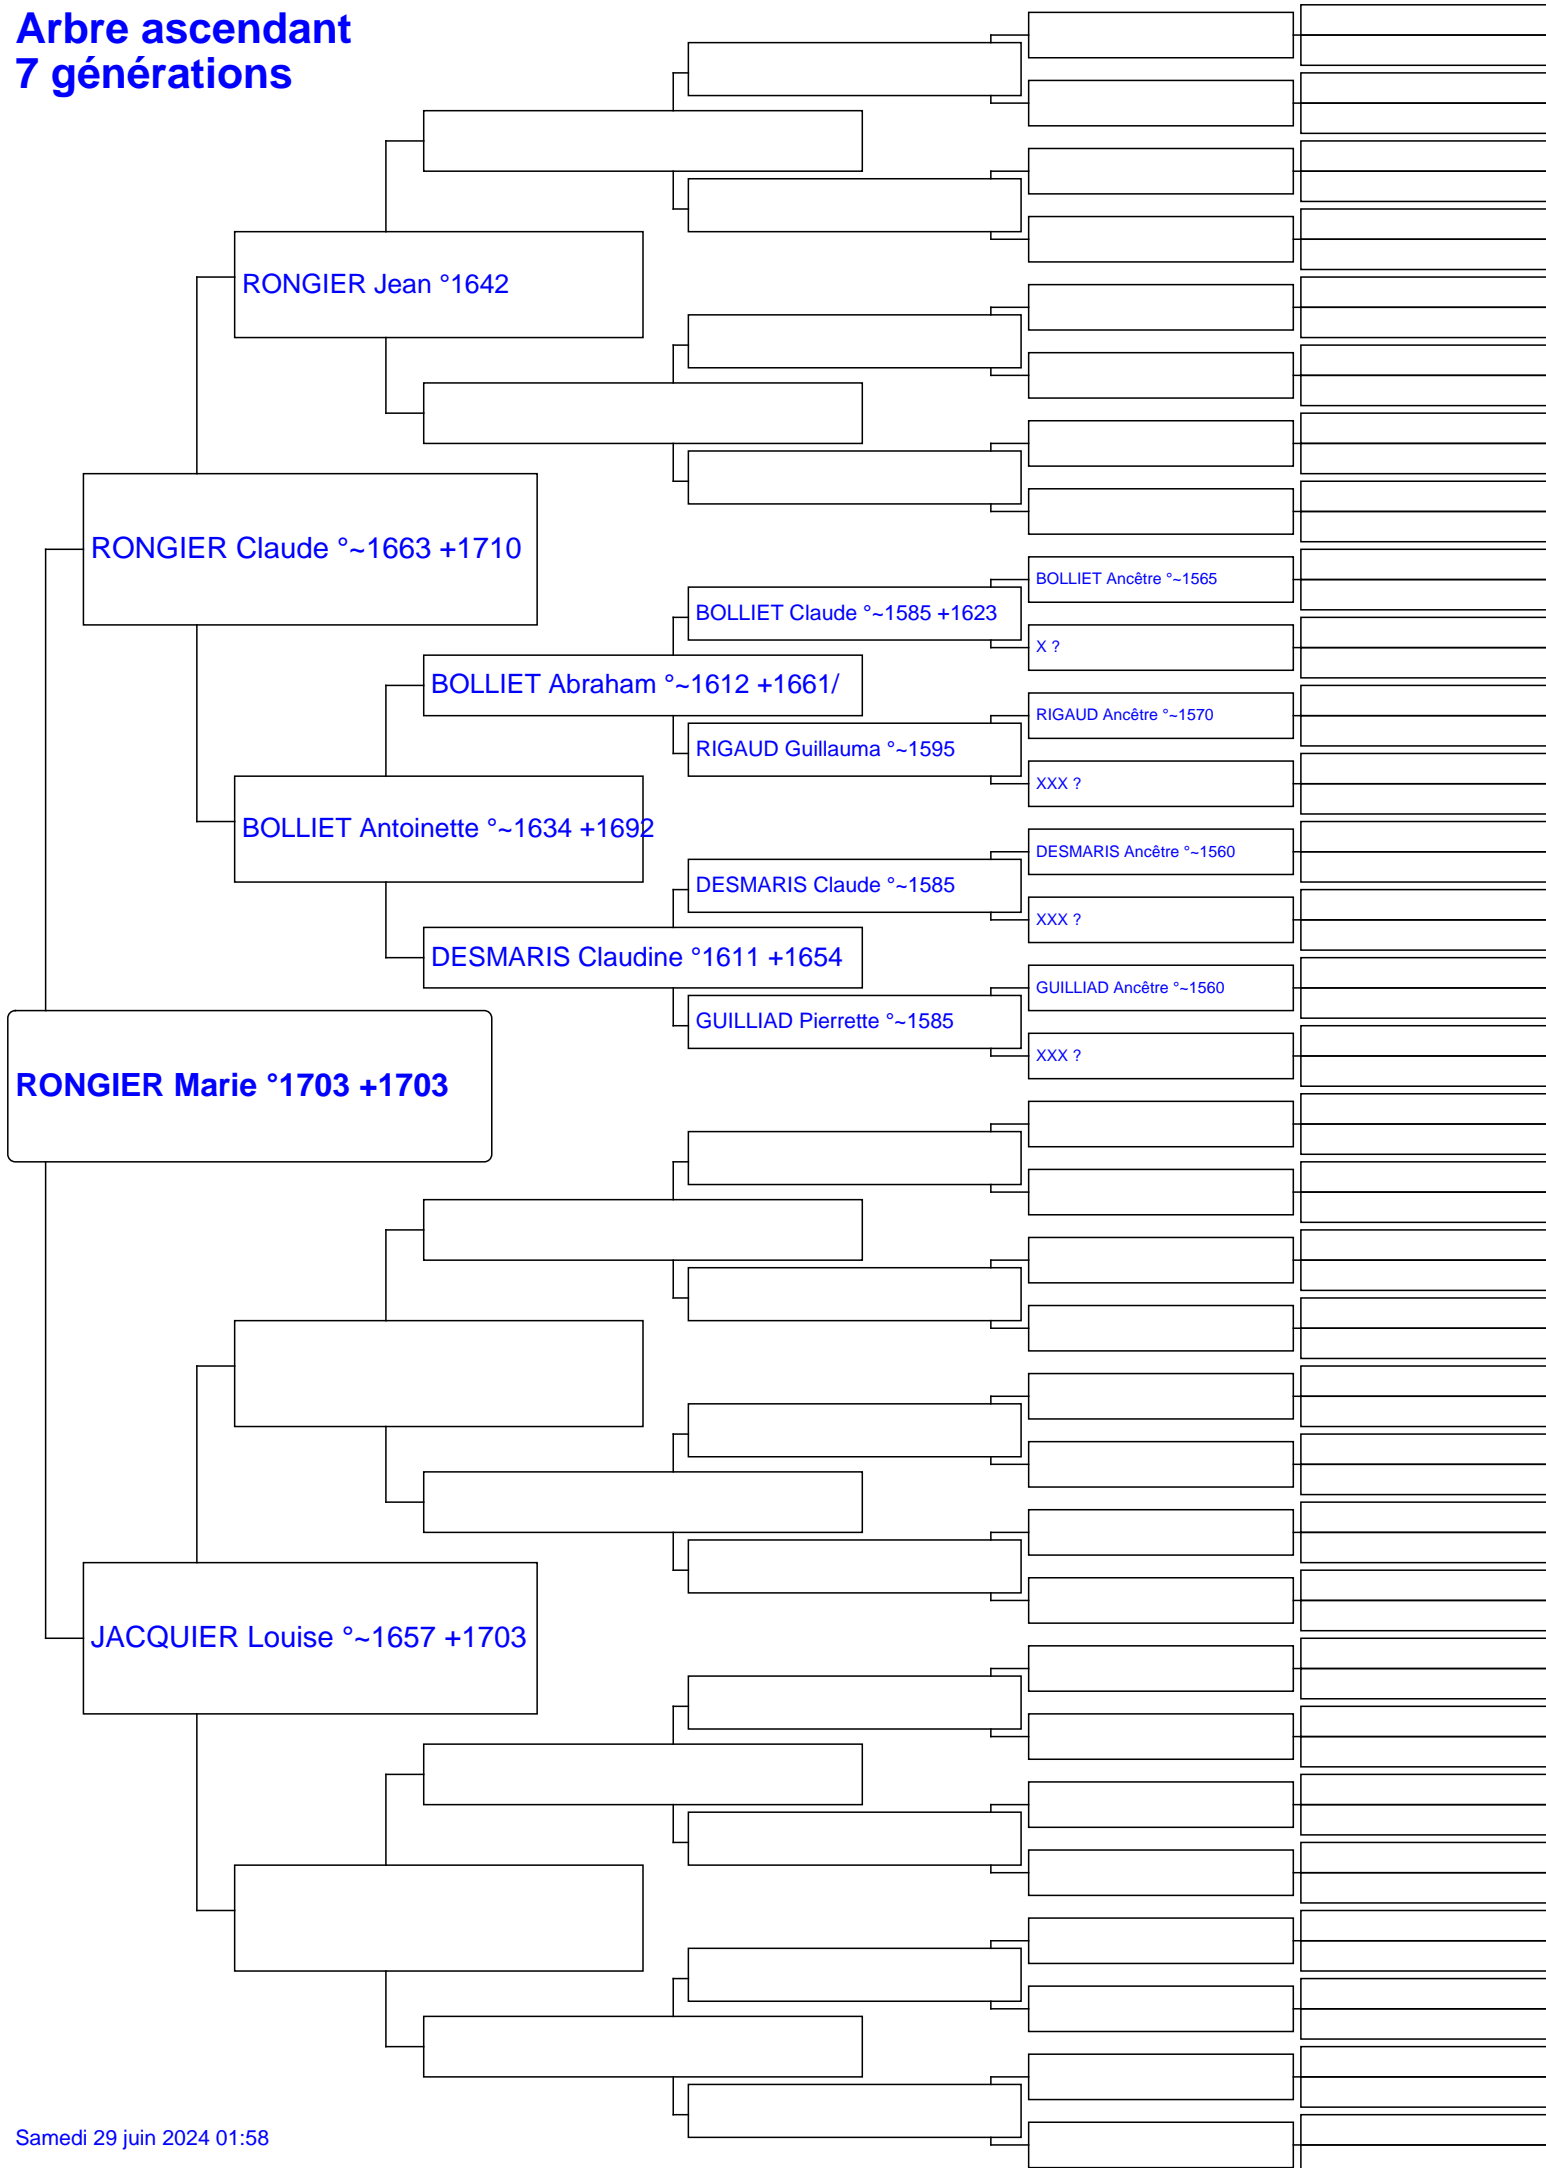 Arbre ascendant
7 générations
RONGIER Jean °1642
RONGIER Claude °~1663 +1710
BOLLIET Ancêtre °~1565
BOLLIET Claude °~1585 +1623
X ?
BOLLIET Abraham °~1612 +1661/
RIGAUD Ancêtre °~1570
RIGAUD Guillauma °~1595
XXX ?
BOLLIET Antoinette °~1634 +1692
DESMARIS Ancêtre °~1560
DESMARIS Claude °~1585
XXX ?
DESMARIS Claudine °1611 +1654
GUILLIAD Ancêtre °~1560
GUILLIAD Pierrette °~1585
XXX ?
RONGIER Marie °1703 +1703
JACQUIER Louise °~1657 +1703
Samedi 29 juin 2024 01:58